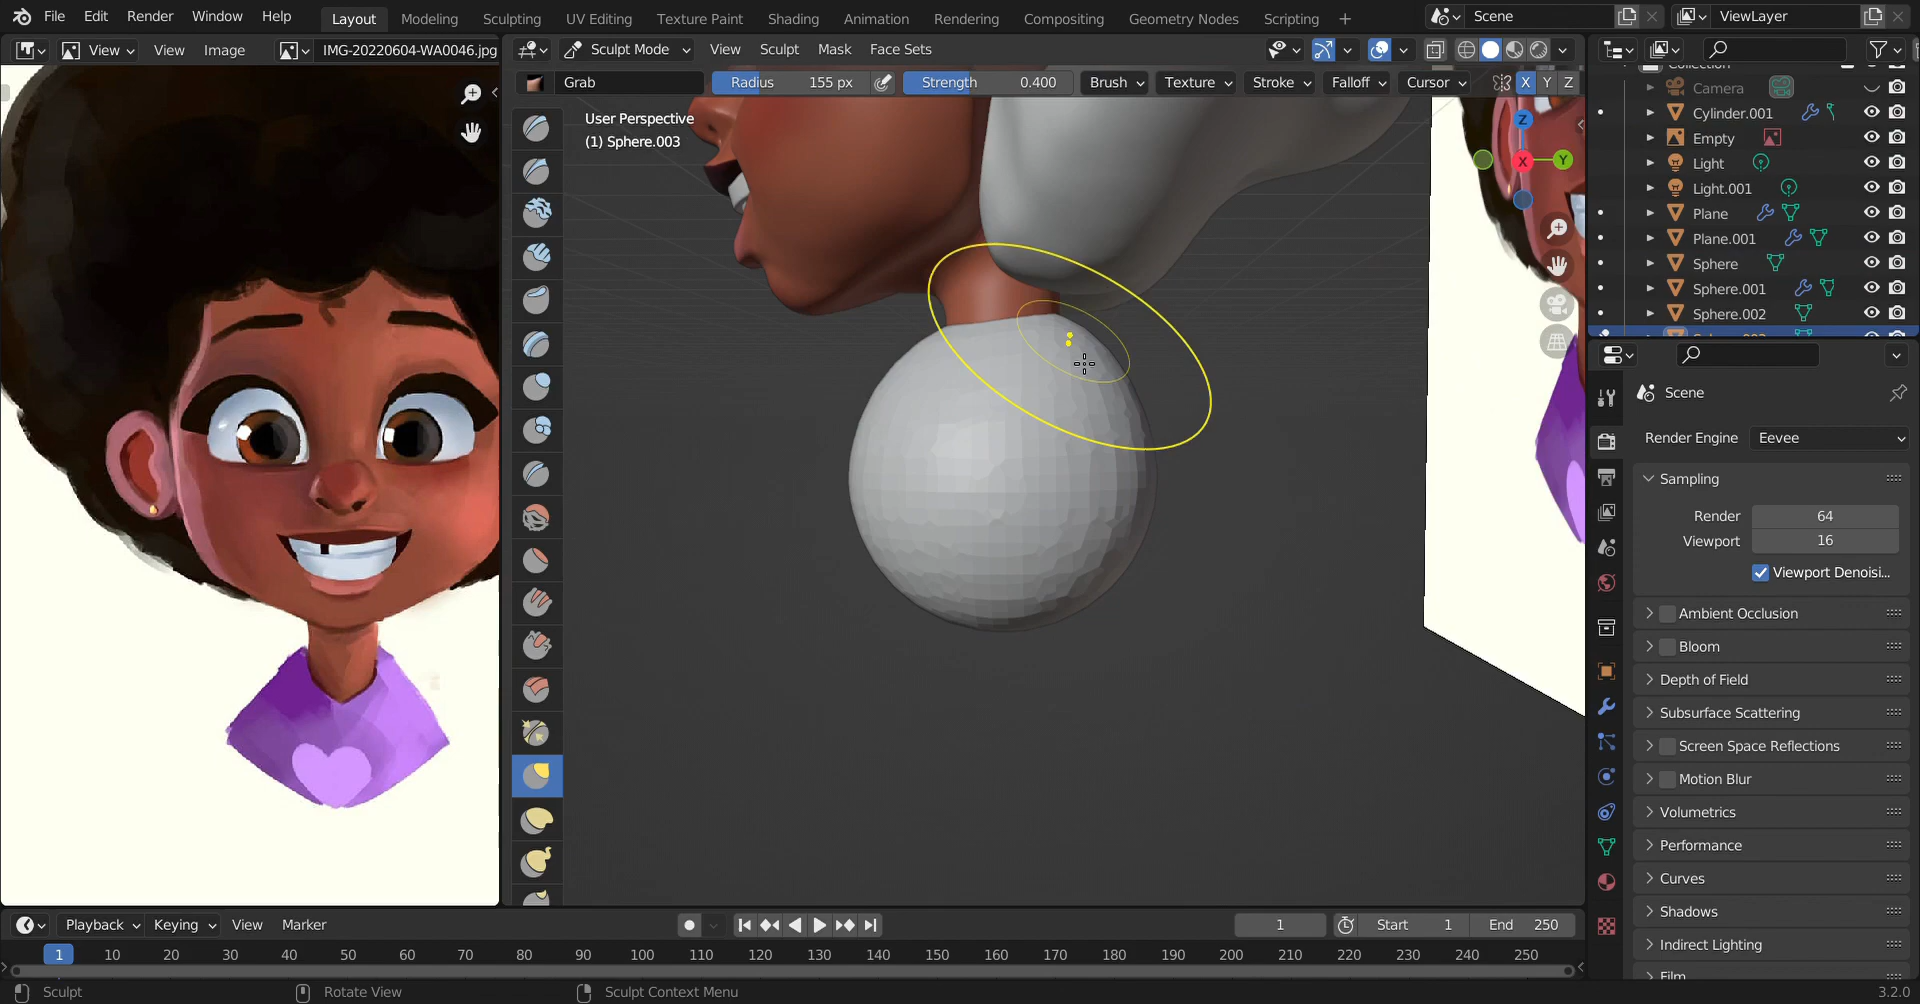 File Edit Render Window Help Layout Modeling Sculpting UV Editing Texture Paint Shading Animation Rendering Compositing Geometry Nodes Scripting + Scene ViewLayer
View View Image IMG-20220604-WA0046.jpg Sculpt Mode View Sculpt Mask Face Sets
Collection
Grab Radius 155 px Strength 0.400 Brush Texture Stroke Falloff Cursor X Y Z
Camera
User Perspective
(1) Sphere.003
Z
X
Y
Cylinder.001
Empty
Light
Light.001
Plane
Plane.001
Sphere
Sphere.001
Sphere.002
Scene
Render Engine Eevee
Sampling
Render 64
Viewport 16
Viewport Denoisi...
Ambient Occlusion
Bloom
Depth of Field
Subsurface Scattering
Screen Space Reflections
Motion Blur
Volumetrics
Performance
Curves
Shadows
Indirect Lighting
Film
Playback Keying View Marker 1 Start 1 End 250
1 10 20 30 40 50 60 70 80 90 100 110 120 130 140 150 160 170 180 190 200 210 220 230 240 250
Sculpt Rotate View Sculpt Context Menu 3.2.0